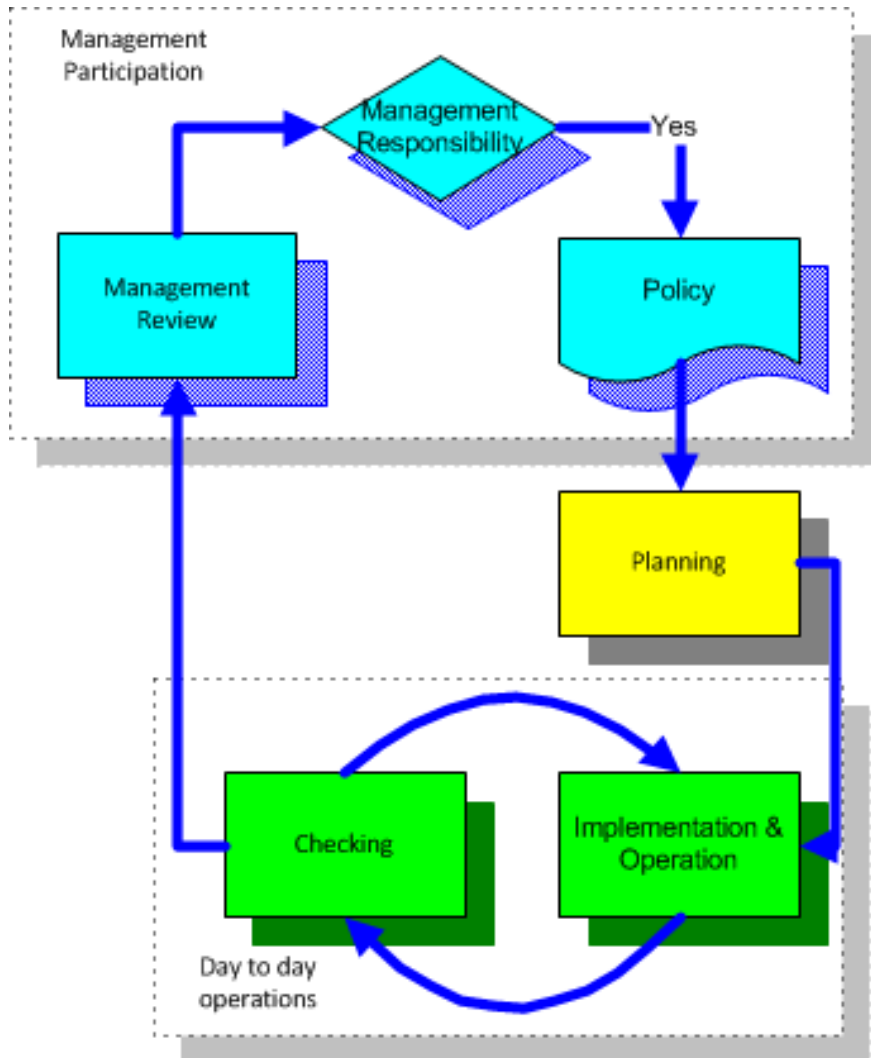 Management
Participation
Management
Responsibility
Yes
Management
Review
Policy
Planning
Checking
Implementation &
Operation
Day to day
operations